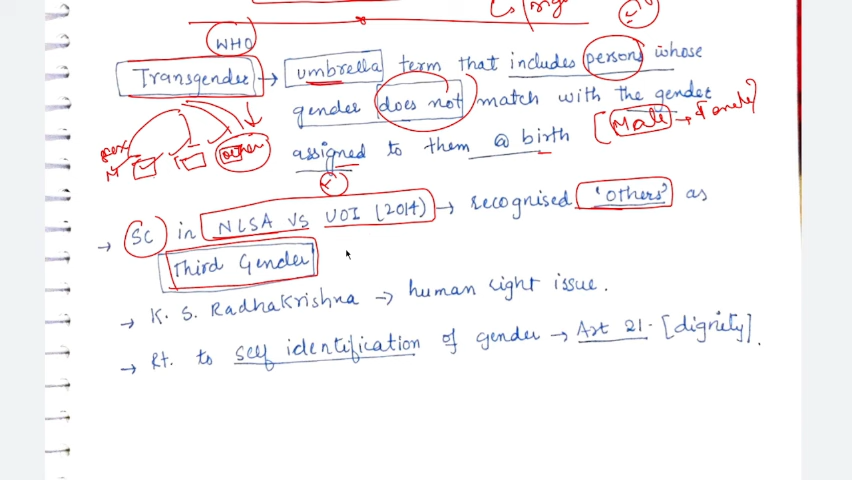 WHO
Transgender → umbrella term that includes persons whose
gender does not match with the gender
[Male → Female]
assigned to them @ birth
sex
M
other
→ SC in NLSA VS UOI (2014) → recognised 'others' as
Third Gender
→ K. S. RadhaKrishna → human right issue.
→ Rt. to self identification of gender → Art 21. [dignity].